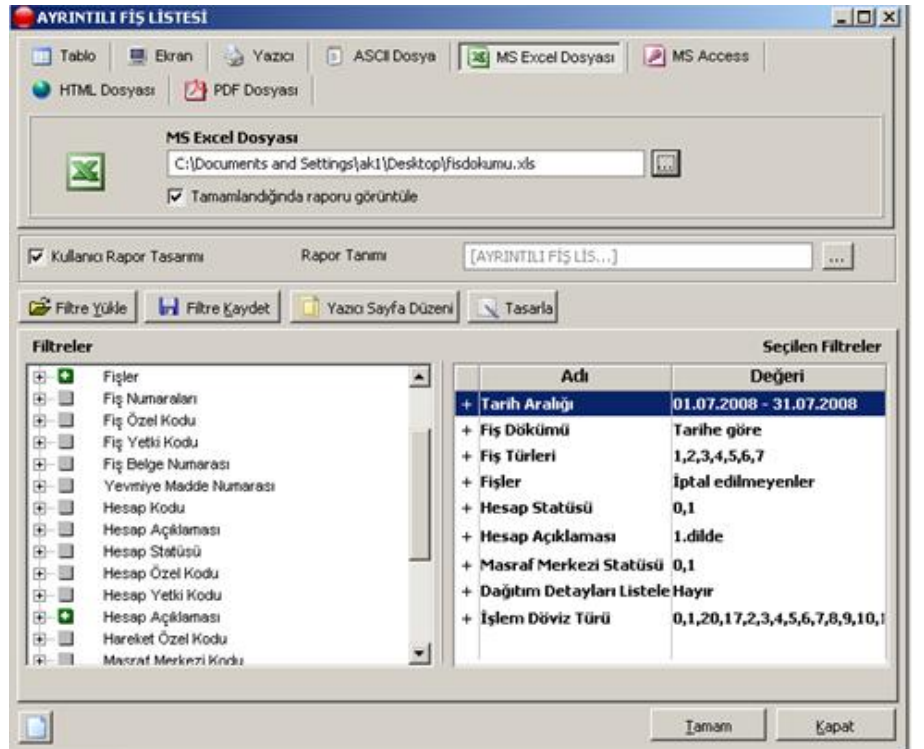 AYRINTILI FİŞ LİSTESİ
Tablo Ekran Yazıcı ASCII Dosya MS Excel Dosyası MS Access
HTML Dosyası PDF Dosyası
MS Excel Dosyası
C:\Documents and Settings\ak1\Desktop\fisdokumu.xls ...
Tamamlandığında raporu görüntüle
Kullanıcı Rapor Tasarımı Rapor Tanımı [AYRINTILI FİŞ LİS...] ...
Filtre Yükle Filtre Kaydet Yazıcı Sayfa Düzeni Tasarla
Filtreler
Fişler
Fiş Numaraları
Fiş Özel Kodu
Fiş Yetki Kodu
Fiş Belge Numarası
Yevmiye Madde Numarası
Hesap Kodu
Hesap Açıklaması
Hesap Statüsü
Hesap Özel Kodu
Hesap Yetki Kodu
Hesap Açıklaması
Hareket Özel Kodu
Masraf Merkezi Kodu
Seçilen Filtreler
Adı Değeri
+ Tarih Aralığı 01.07.2008 - 31.07.2008
+ Fiş Dökümü Tarihe göre
+ Fiş Türleri 1,2,3,4,5,6,7
+ Fişler İptal edilmeyenler
+ Hesap Statüsü 0,1
+ Hesap Açıklaması 1.dilde
+ Masraf Merkezi Statüsü 0,1
+ Dağıtım Detayları Listele Hayır
+ İşlem Döviz Türü 0,1,20,17,2,3,4,5,6,7,8,9,10,1
Tamam Kapat